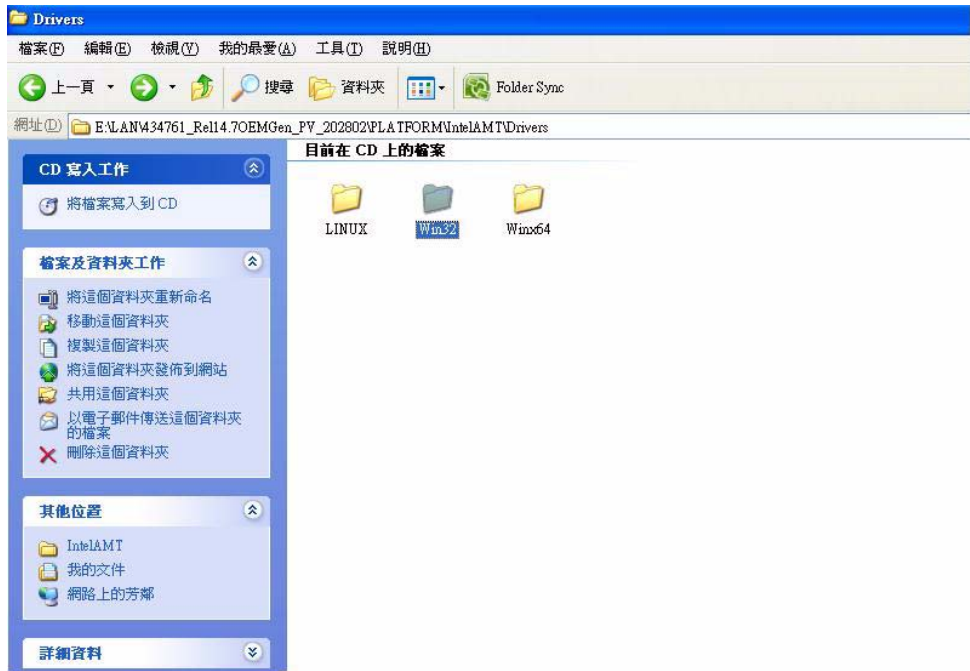 Drivers
檔案(F) 編輯(E) 檢視(V) 我的最愛(A) 工具(T) 說明(H)
上一頁 搜尋 資料夾 Folder Sync
網址(D) E:\LAN\434761_Rel14.7OEMGen_PV_202802\PLATFORM\IntelAMT\Drivers
目前在 CD 上的檔案
CD 寫入工作
將檔案寫入到 CD
LINUX Win32 Winx64
檔案及資料夾工作
將這個資料夾重新命名
移動這個資料夾
複製這個資料夾
將這個資料夾發佈到網站
共用這個資料夾
以電子郵件傳送這個資料夾
的檔案
刪除這個資料夾
其他位置
IntelAMT
我的文件
網路上的芳鄰
詳細資料